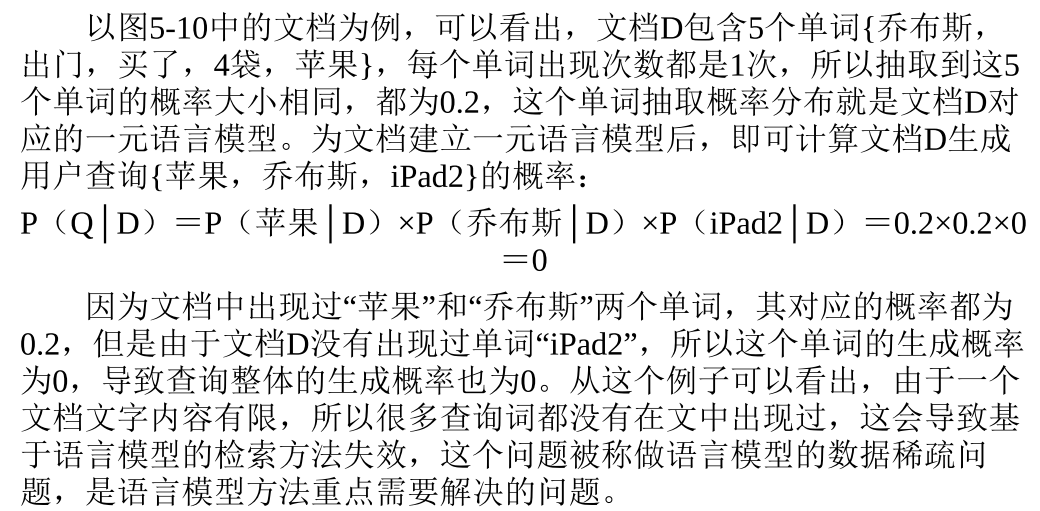 以图5-10中的文档为例，可以看出，文档D包含5个单词{乔布斯，
出门，买了，4袋，苹果}，每个单词出现次数都是1次，所以抽取到这5
个单词的概率大小相同，都为0.2，这个单词抽取概率分布就是文档D对
应的一元语言模型。为文档建立一元语言模型后，即可计算文档D生成
用户查询{苹果，乔布斯，iPad2}的概率：
P（Q│D）＝P（苹果│D）×P（乔布斯│D）×P（iPad2│D）＝0.2×0.2×0
＝0
因为文档中出现过“苹果”和“乔布斯”两个单词，其对应的概率都为
0.2，但是由于文档D没有出现过单词“iPad2”，所以这个单词的生成概率
为0，导致查询整体的生成概率也为0。从这个例子可以看出，由于一个
文档文字内容有限，所以很多查询词都没有在文中出现过，这会导致基
于语言模型的检索方法失效，这个问题被称做语言模型的数据稀疏问
题，是语言模型方法重点需要解决的问题。